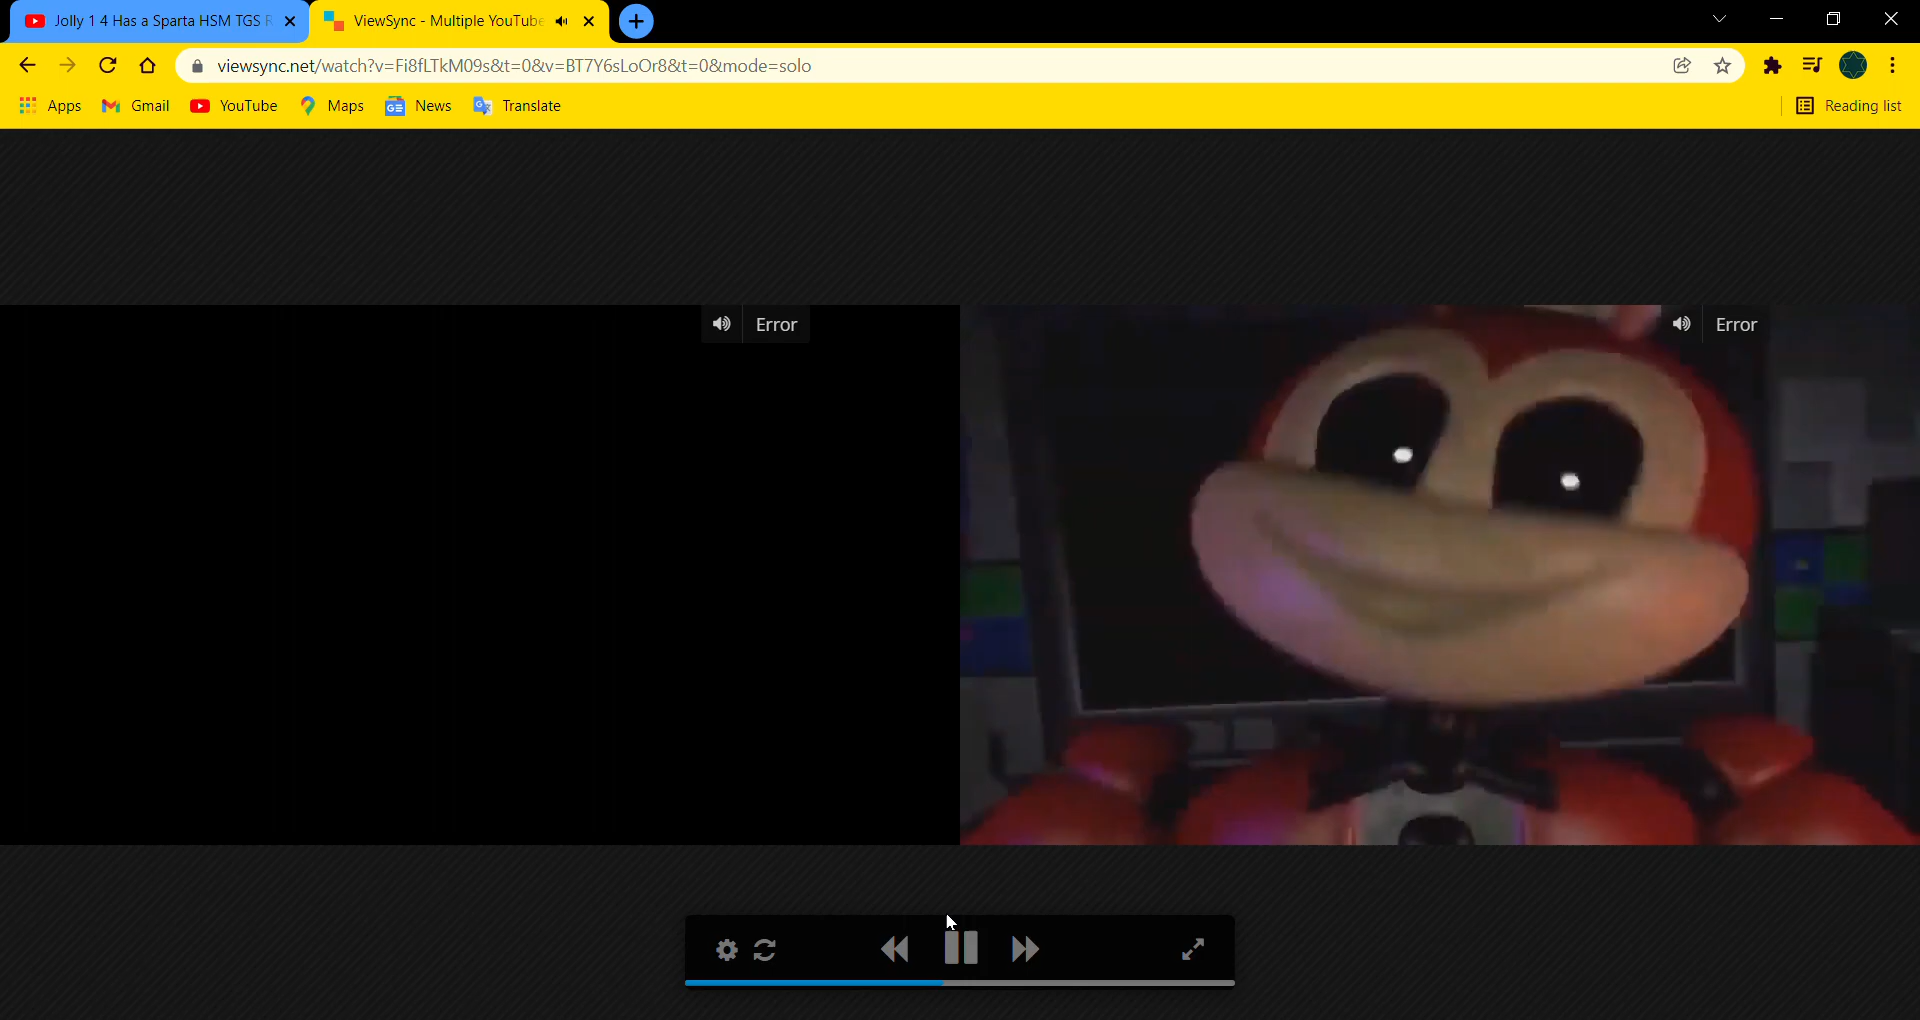 Jolly 1 4 Has a Sparta HSM TGS R
ViewSync - Multiple YouTube
viewsync.net/watch?v=Fi8fLTkM09s&t=0&v=BT7Y6sLoOr8&t=0&mode=solo
Apps Gmail YouTube Maps News Translate Reading list
Error Error